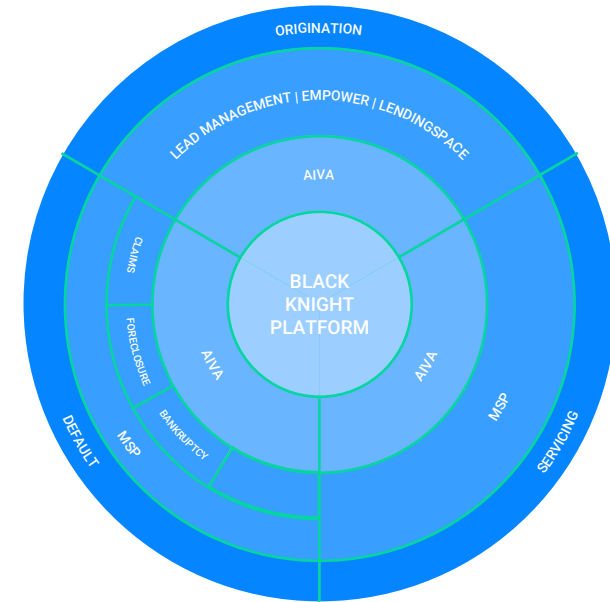 ORIGINATION
LEAD MANAGEMENT | EMPOWER | LENDINGSPACE
AIVA
BLACK
KNIGHT
PLATFORM
CLAIMS
FORECLOSURE
BANKRUPTCY
AIVA
MSP
DEFAULT
AIVA
MSP
SERVICING